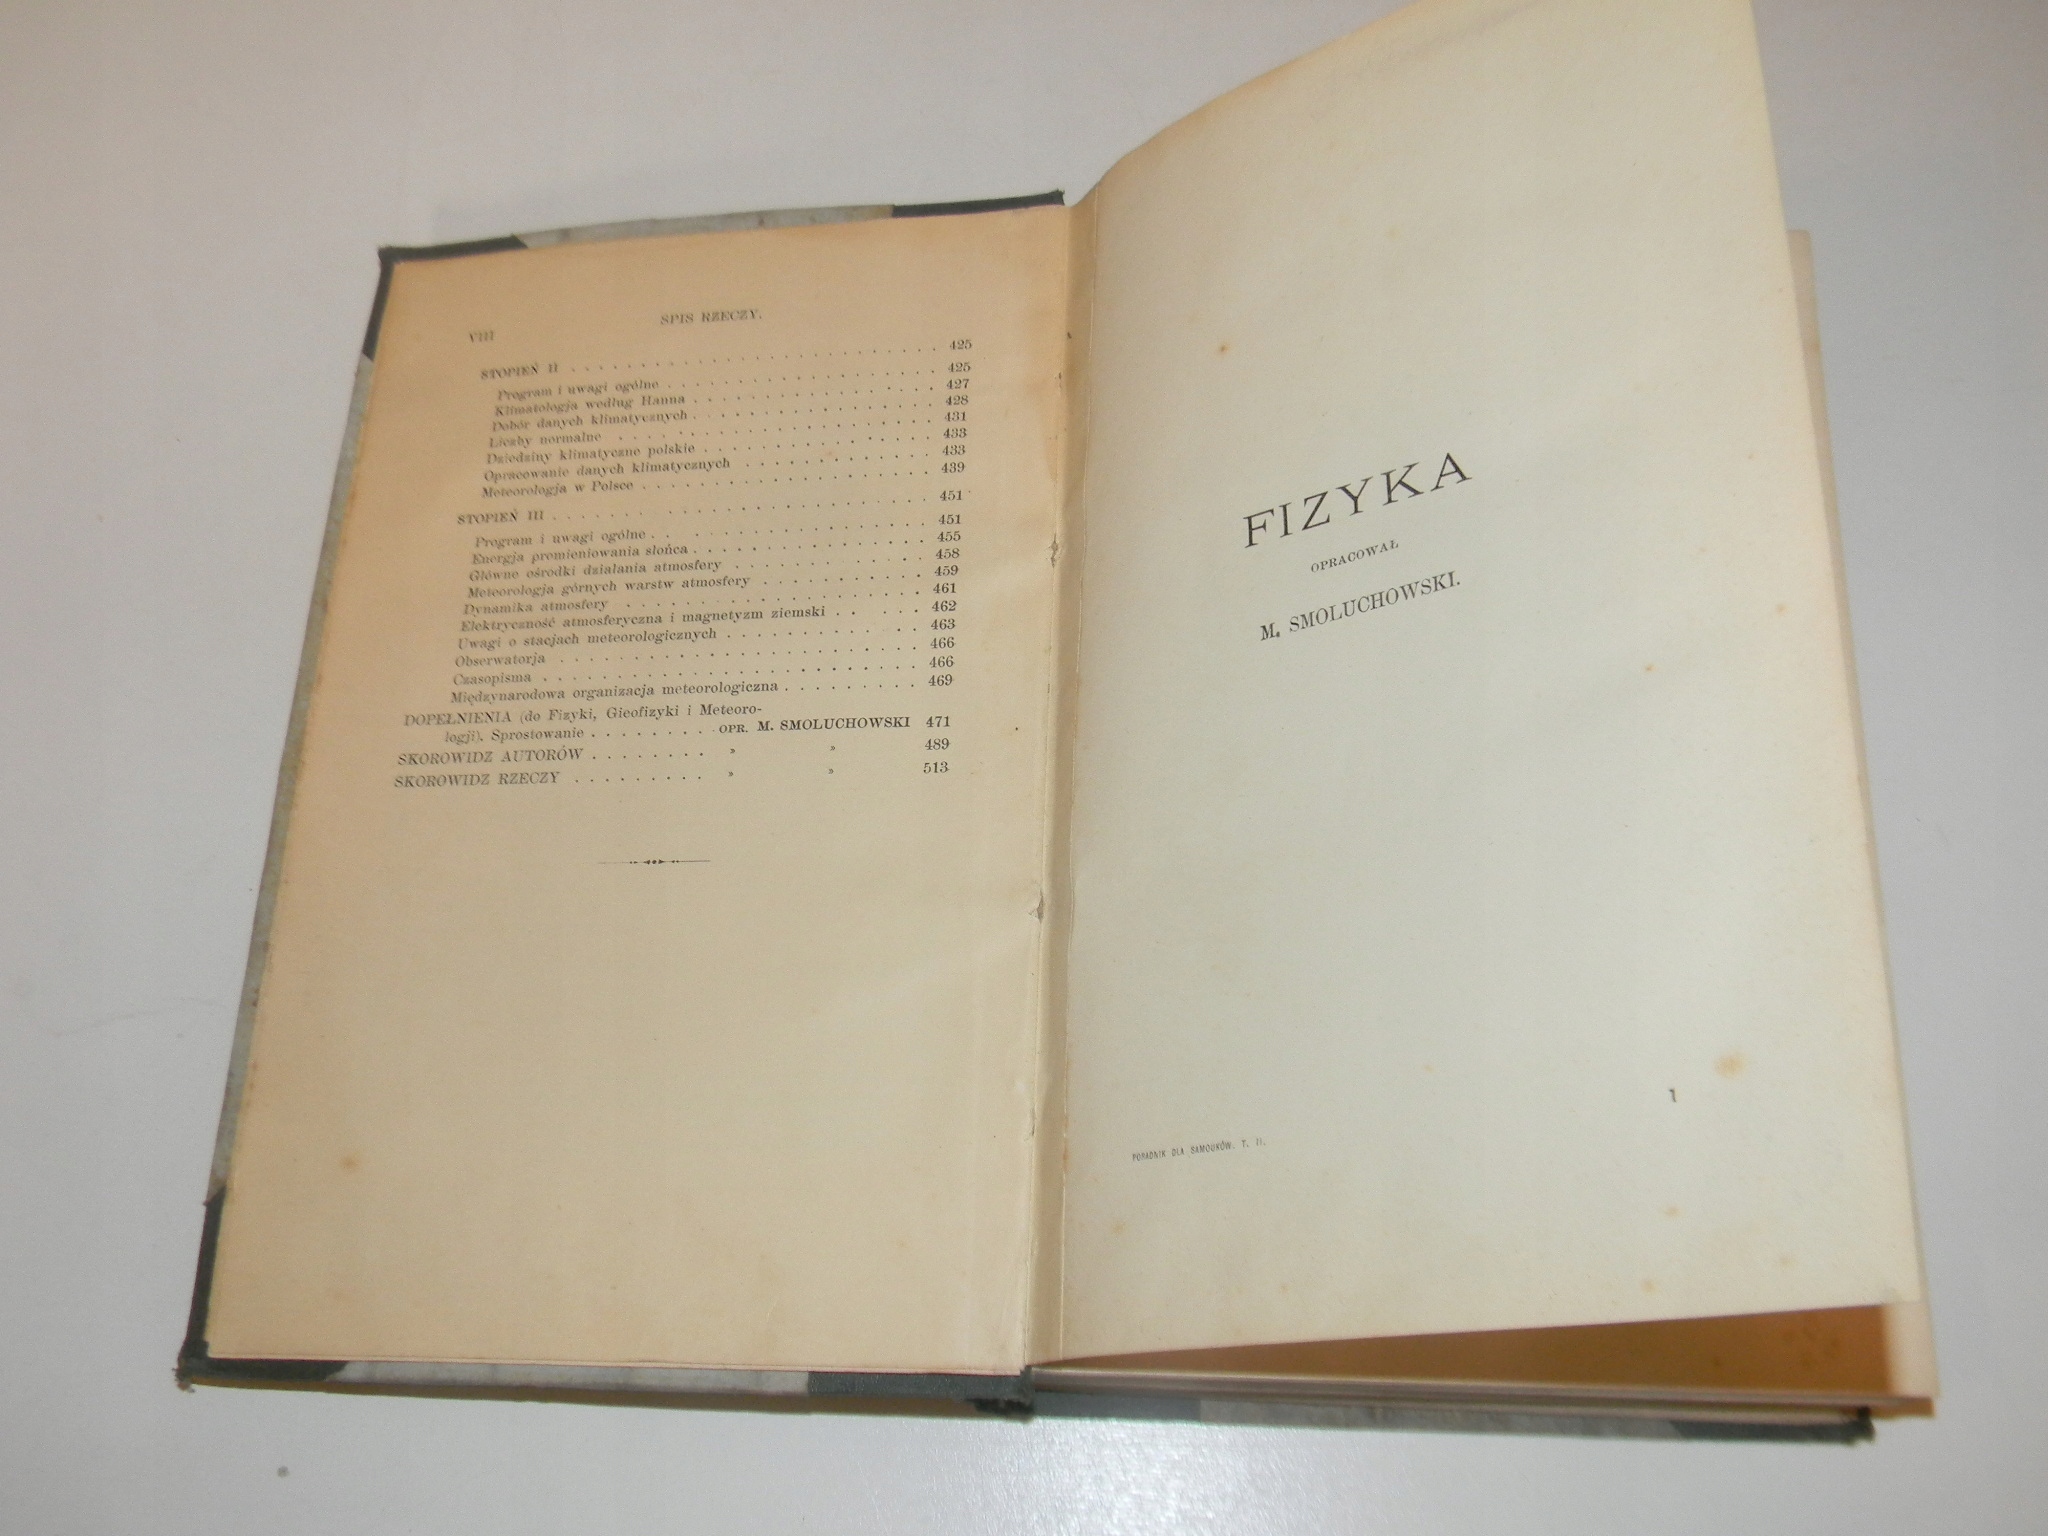 VIII SPIS RZECZY.
STOPIEŃ II . . . . . 425
Program i uwagi ogólne . . . . . 425
Klimatologja według Hanna . . . . . 427
Dobór danych klimatycznych . . . . . 428
Liczby normalne . . . . . 431
Dziedziny klimatyczne polskie . . . . . 433
Opracowanie danych klimatycznych . . . . . 433
Meteorologja w Polsce . . . . . 439
STOPIEŃ III . . . . . 451
Program i uwagi ogólne . . . . . 451
Energja promieniowania słońca . . . . . 455
Główne ośrodki działania atmosfery . . . . . 458
Meteorologja górnych warstw atmosfery . . . . . 459
Dynamika atmosfery . . . . . 461
Elektryczność atmosferyczna i magnetyzm ziemski . . . . . 462
Uwagi o stacjach meteorologicznych . . . . . 463
Obserwatorja . . . . . 466
Czasopisma . . . . . 466
Międzynarodowa organizacja meteorologiczna . . . . . 469
DOPEŁNIENIA (do Fizyki, Gieofizyki i Meteoro-
logji). Sprostowanie . . . . . OPR. M. SMOLUCHOWSKI 471
SKOROWIDZ AUTORÓW . . . . . » » 489
SKOROWIDZ RZECZY . . . . . » » 513
FIZYKA
OPRACOWAŁ
M. SMOLUCHOWSKI.
PORADNIK DLA SAMOUKÓW. T. II. 1